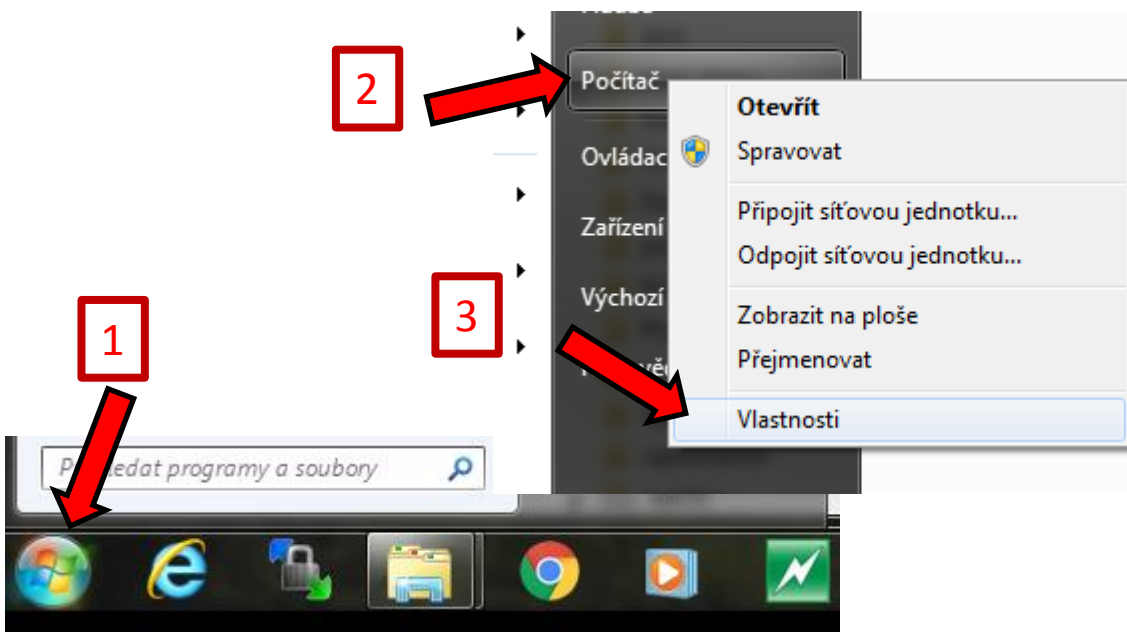 2
Počítač
Otevřít
Spravovat
Ovládac
Připojit síťovou jednotku...
Zařízení
Odpojit síťovou jednotku...
Výchozí
3
Zobrazit na ploše
1
Přejmenovat
Vlastnosti
programy a soubory